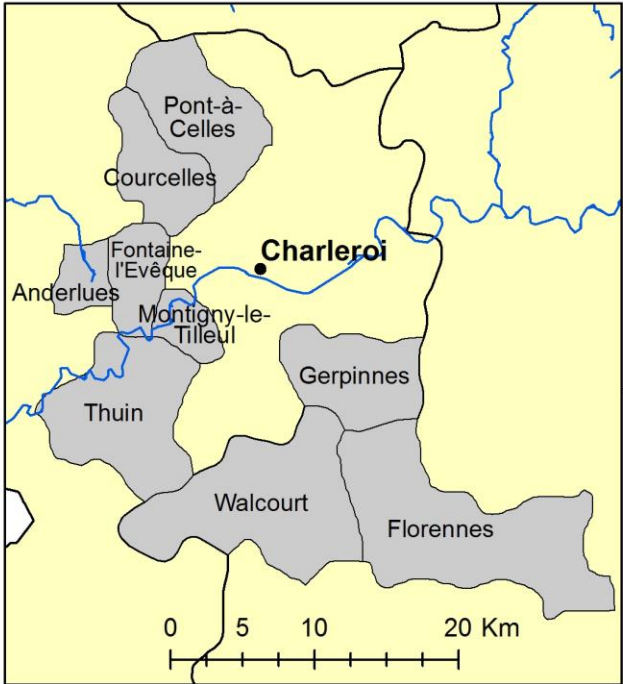 Pont-à-
Celles
Courcelles
Fontaine-
l'Evêque
Charleroi
Anderlues
Montigny-le-
Tilleul
Gerpinnes
Thuin
Walcourt
Florennes
0 5 10 20 Km